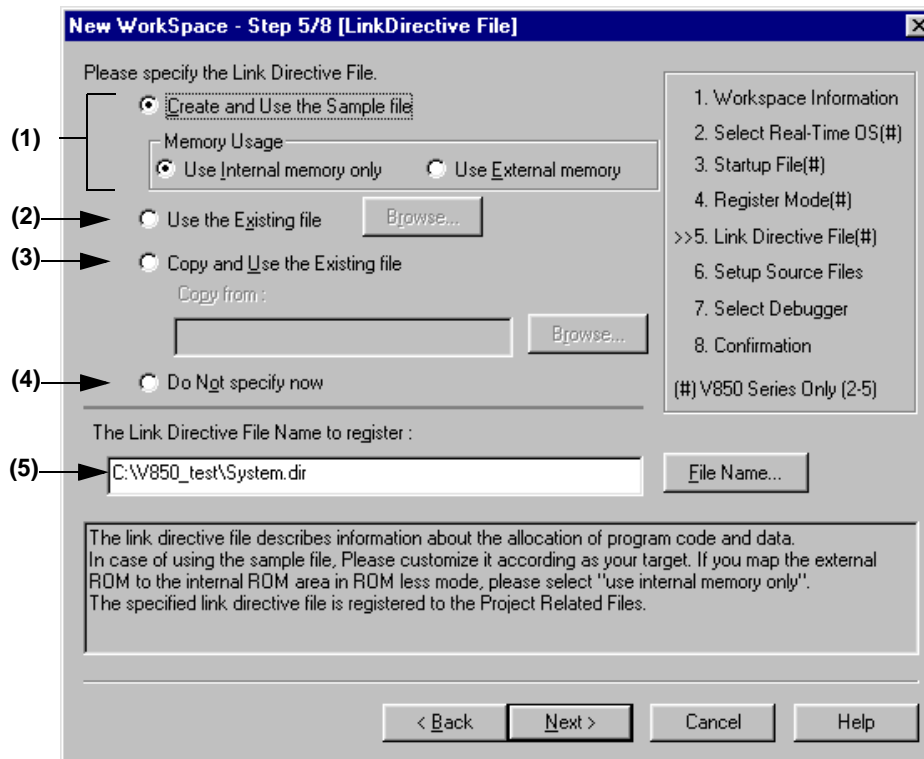 New WorkSpace - Step 5/8 [LinkDirective File]
Please specify the Link Directive File.
(1)
Create and Use the Sample file
Memory Usage
Use Internal memory only
Use External memory
(2)
Use the Existing file
Browse...
(3)
Copy and Use the Existing file
Copy from :
Browse...
(4)
Do Not specify now
1. Workspace Information
2. Select Real-Time OS(#)
3. Startup File(#)
4. Register Mode(#)
>>5. Link Directive File(#)
6. Setup Source Files
7. Select Debugger
8. Confirmation
(#) V850 Series Only (2-5)
The Link Directive File Name to register :
(5)
C:\V850_test\System.dir
File Name...
The link directive file describes information about the allocation of program code and data.
In case of using the sample file, Please customize it according as your target. If you map the external
ROM to the internal ROM area in ROM less mode, please select "use internal memory only".
The specified link directive file is registered to the Project Related Files.
< Back
Next >
Cancel
Help